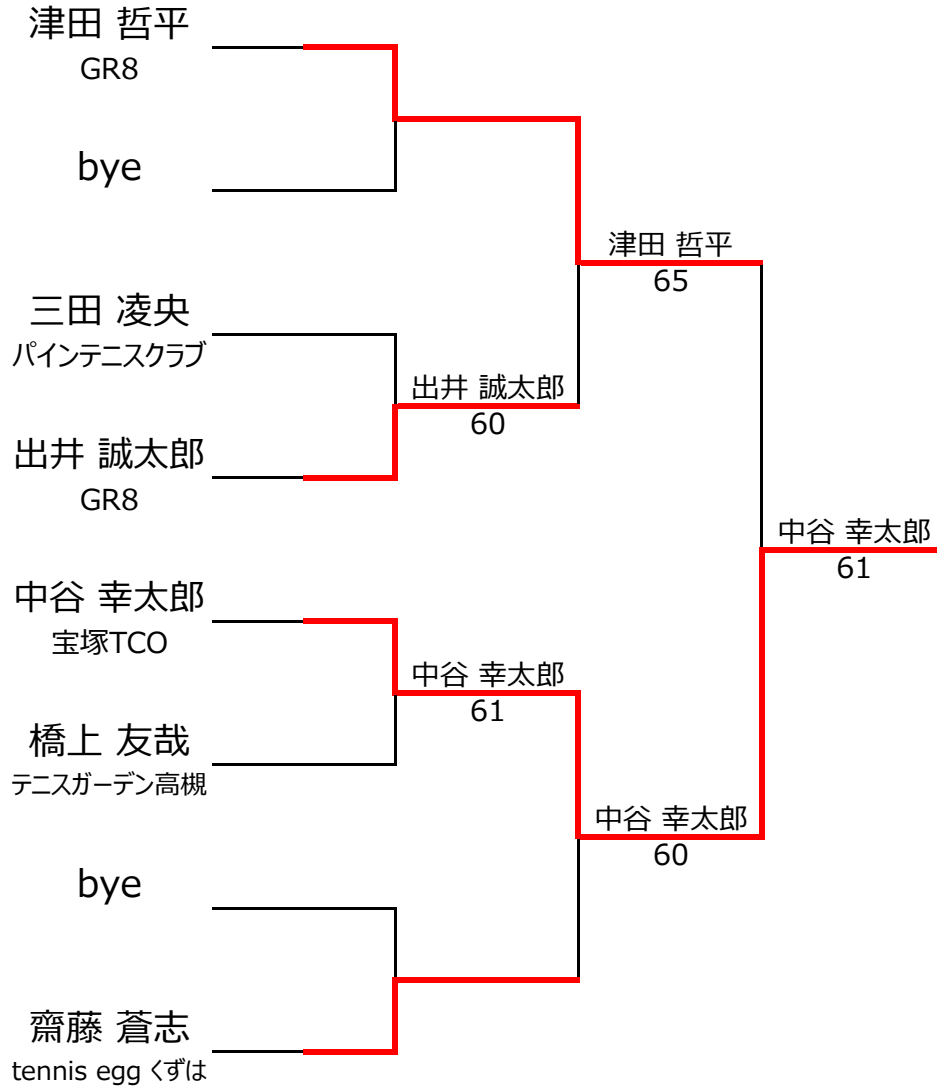 津田 哲平
GR8
bye
三田 凌央
パインテニスクラブ
出井 誠太郎
GR8
中谷 幸太郎
宝塚TCO
橋上 友哉
テニスガーデン高槻
bye
齋藤 蒼志
tennis egg くずは
出井 誠太郎
60
中谷 幸太郎
61
津田 哲平
65
中谷 幸太郎
60
中谷 幸太郎
61